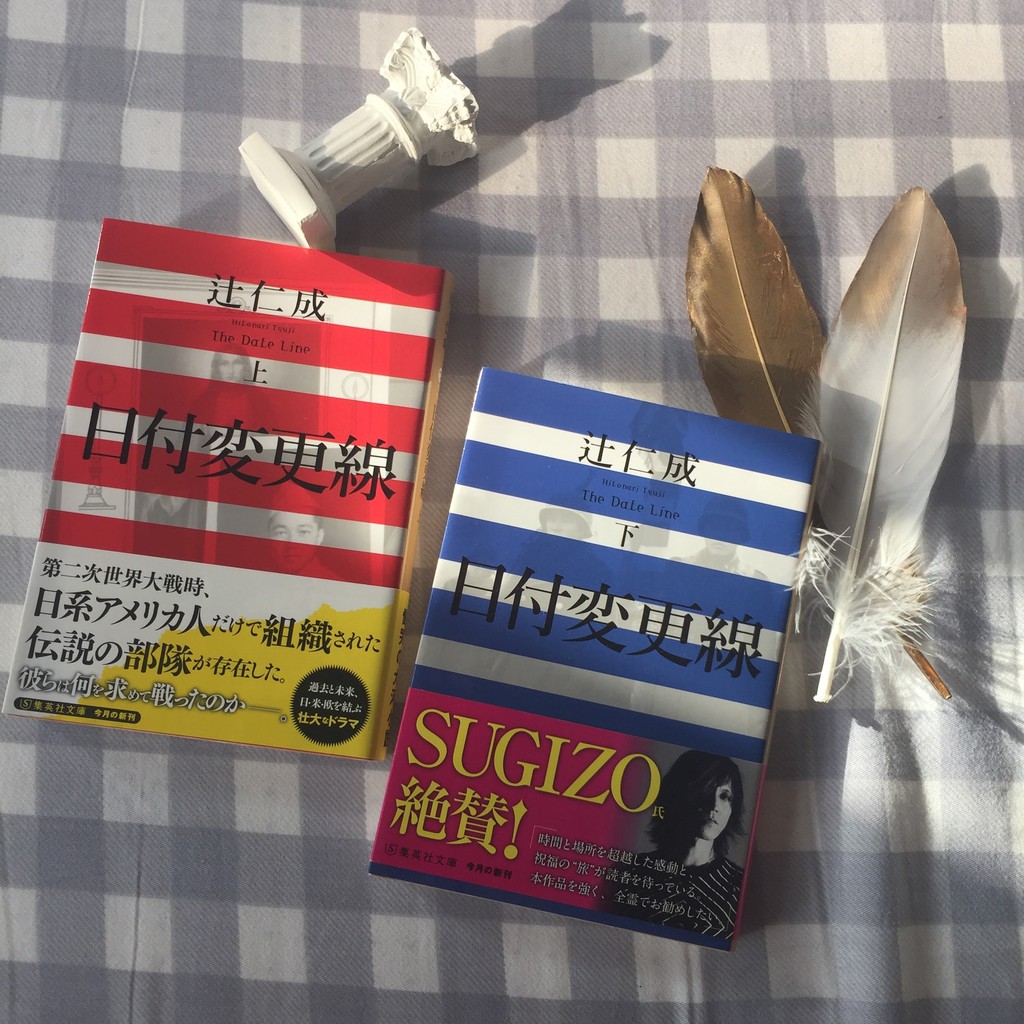 辻仁成
Hitonari Tsuji
The Date Line
上
日付変更線
第二次世界大戦時、
日系アメリカ人だけで組織された
伝説の部隊が存在した。
彼らは何を求めて戦ったのか──。
過去と未来、
日・米・欧を結ぶ
壮大なドラマ
集英社文庫 今月の新刊
辻仁成
Hitonari Tsuji
The Date Line
下
日付変更線
SUGIZO氏
絶賛!
「時間と場所を超越した感動と、
祝福の“旅”が読者を待っている。
本作品を強く、全霊でお勧めしたい」
集英社文庫 今月の新刊